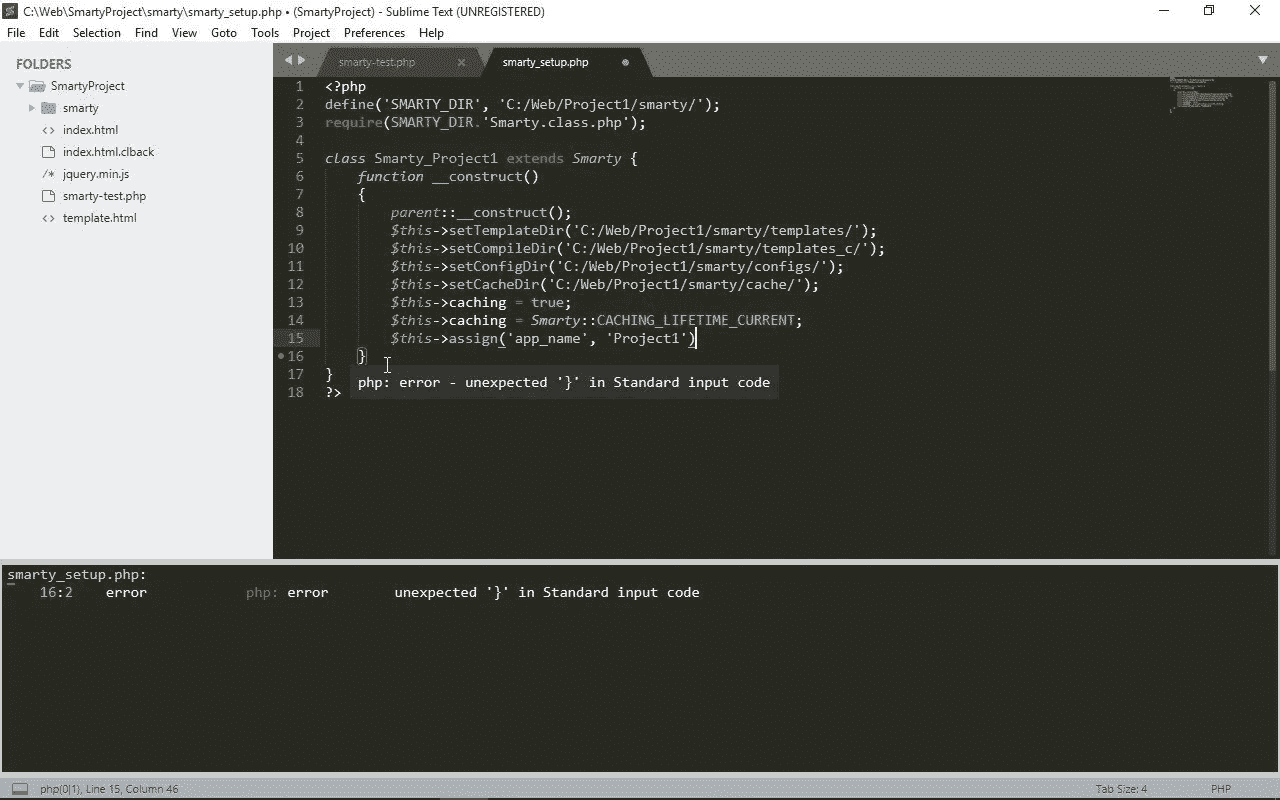 C:\Web\SmartyProject\smarty\smarty_setup.php • (SmartyProject) - Sublime Text (UNREGISTERED)
File Edit Selection Find View Goto Tools Project Preferences Help
FOLDERS
SmartyProject
smarty
index.html
index.html.clback
jquery.min.js
smarty-test.php
template.html
smarty-test.php smarty_setup.php
1 <?php
2 define('SMARTY_DIR', 'C:/Web/Project1/smarty/');
3 require(SMARTY_DIR.'Smarty.class.php');
4
5 class Smarty_Project1 extends Smarty {
6 function __construct()
7 {
8 parent::__construct();
9 $this->setTemplateDir('C:/Web/Project1/smarty/templates/');
10 $this->setCompileDir('C:/Web/Project1/smarty/templates_c/');
11 $this->setConfigDir('C:/Web/Project1/smarty/configs/');
12 $this->setCacheDir('C:/Web/Project1/smarty/cache/');
13 $this->caching = true;
14 $this->caching = Smarty::CACHING_LIFETIME_CURRENT;
15 $this->assign('app_name', 'Project1')
16 }
17 }
php: error - unexpected '}' in Standard input code
18 ?>
smarty_setup.php:
16:2 error php: error unexpected '}' in Standard input code
php(0|1), Line 15, Column 46 Tab Size: 4 PHP